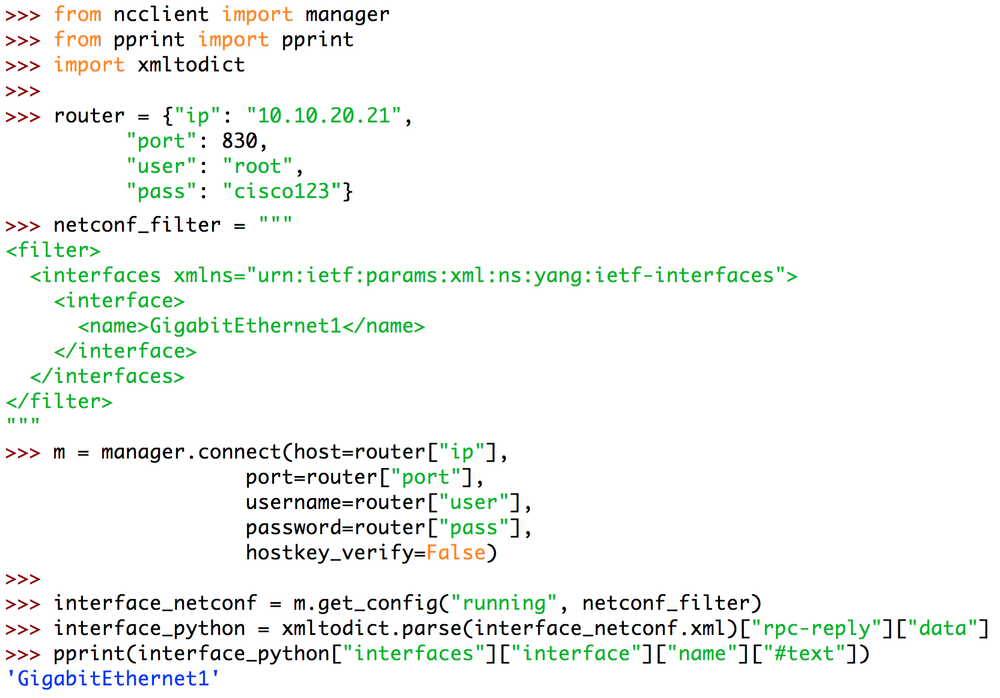 >>> from ncclient import manager
>>> from pprint import pprint
>>> import xmltodict
>>>
>>> router = {"ip": "10.10.20.21",
          "port": 830,
          "user": "root",
          "pass": "cisco123"}
>>> netconf_filter = """
<filter>
  <interfaces xmlns="urn:ietf:params:xml:ns:yang:ietf-interfaces">
    <interface>
      <name>GigabitEthernet1</name>
    </interface>
  </interfaces>
</filter>
"""
>>> m = manager.connect(host=router["ip"],
                    port=router["port"],
                    username=router["user"],
                    password=router["pass"],
                    hostkey_verify=False)
>>>
>>> interface_netconf = m.get_config("running", netconf_filter)
>>> interface_python = xmltodict.parse(interface_netconf.xml)["rpc-reply"]["data"]
>>> pprint(interface_python["interfaces"]["interface"]["name"]["#text"])
'GigabitEthernet1'